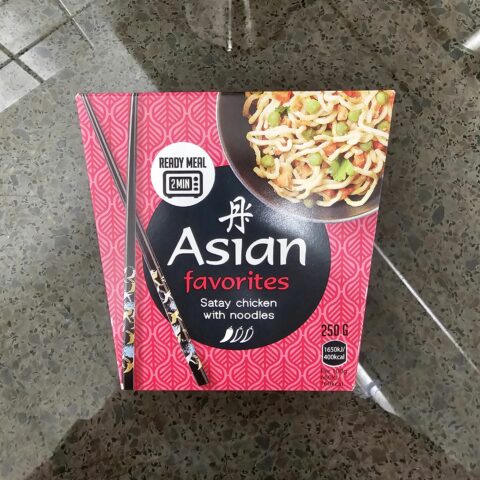 READY MEAL
2 MIN
丹
Asian
favorites
Satay chicken
with noodles
250 G
1650kJ/
400kcal